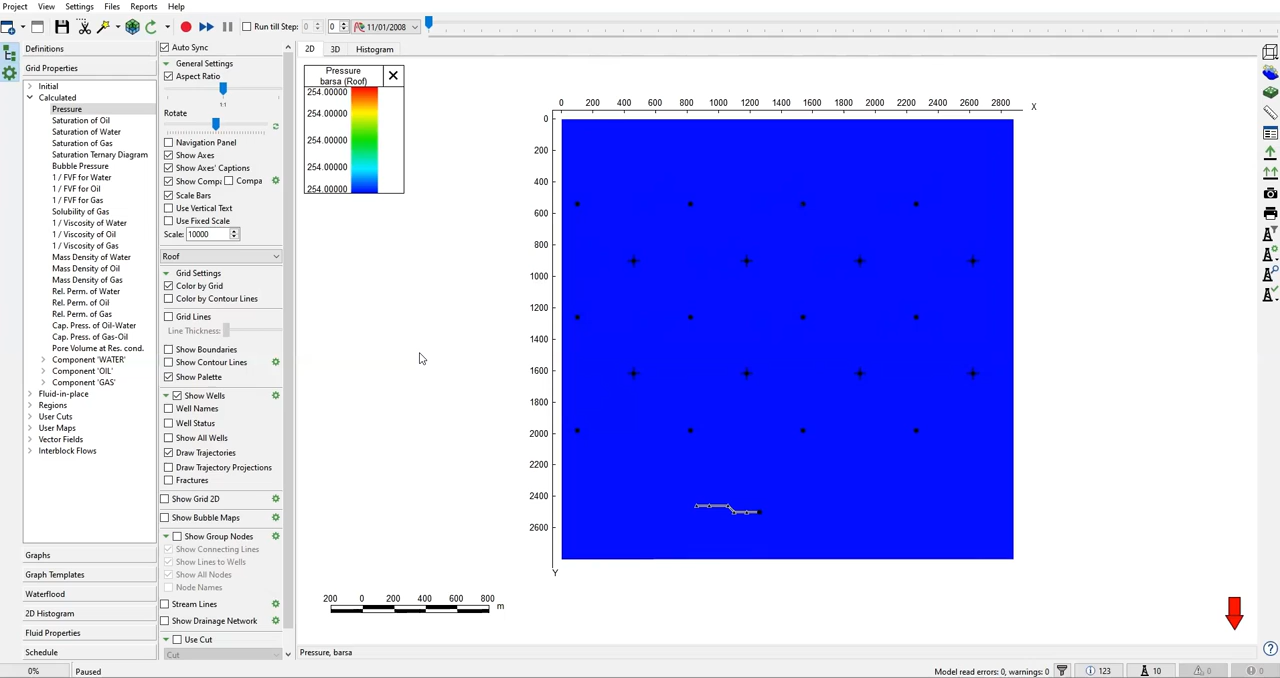 Project View Settings Files Reports Help
Run till Step: 0 0 11/01/2008
Definitions
Grid Properties
Initial
Calculated
Pressure
Saturation of Oil
Saturation of Water
Saturation of Gas
Saturation Ternary Diagram
Bubble Pressure
1 / FVF for Water
1 / FVF for Oil
1 / FVF for Gas
Solubility of Gas
1 / Viscosity of Water
1 / Viscosity of Oil
1 / Viscosity of Gas
Mass Density of Water
Mass Density of Oil
Mass Density of Gas
Rel. Perm. of Water
Rel. Perm. of Oil
Rel. Perm. of Gas
Cap. Press. of Oil-Water
Cap. Press. of Gas-Oil
Pore Volume at Res. cond.
Component 'WATER'
Component 'OIL'
Component 'GAS'
Fluid-in-place
Regions
User Cuts
User Maps
Vector Fields
Interblock Flows
Graphs
Graph Templates
Waterflood
2D Histogram
Fluid Properties
Schedule
Auto Sync
General Settings
Aspect Ratio
1:1
Rotate
Navigation Panel
Show Axes
Show Axes' Captions
Show Compa Compa
Scale Bars
Use Vertical Text
Use Fixed Scale
Scale: 10000
Roof
Grid Settings
Color by Grid
Color by Contour Lines
Grid Lines
Line Thickness:
Show Boundaries
Show Contour Lines
Show Palette
Show Wells
Well Names
Well Status
Show All Wells
Draw Trajectories
Draw Trajectory Projections
Fractures
Show Grid 2D
Show Bubble Maps
Show Group Nodes
Show Connecting Lines
Show Lines to Wells
Show All Nodes
Node Names
Stream Lines
Show Drainage Network
Use Cut
Cut
2D 3D Histogram
Pressure
barsa (Roof)
254.00000
254.00000
254.00000
254.00000
254.00000
0 200 400 600 800 1000 1200 1400 1600 1800 2000 2200 2400 2600 2800 X
0
200
400
600
800
1000
1200
1400
1600
1800
2000
2200
2400
2600
Y
200 0 200 400 600 800 m
Pressure, barsa
0% Paused
Model read errors: 0, warnings: 0 123 10 0 0